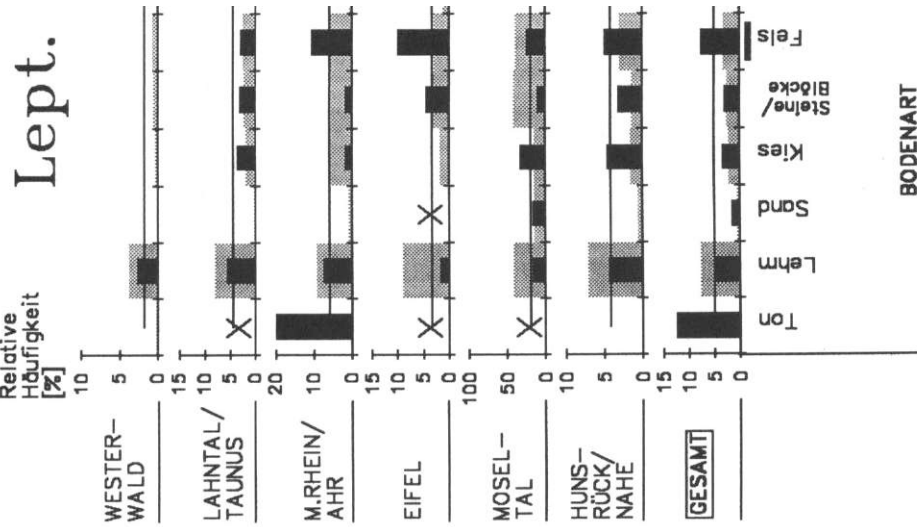 Lept.
Relative
Häufigkeit
[%]
10
5
0
15
10
5
0
20
10
0
15
10
5
0
100
50
0
15
10
5
0
15
10
5
0
WESTER-
WALD
LAHNTAL/
TAUNUS
M.RHEIN/
AHR
EIFEL
MOSEL-
TAL
HUNS-
RÜCK/
NAHE
GESAMT
Ton
Lehm
Sand
Kies
Steine/
Blöcke
Fels
BODENART